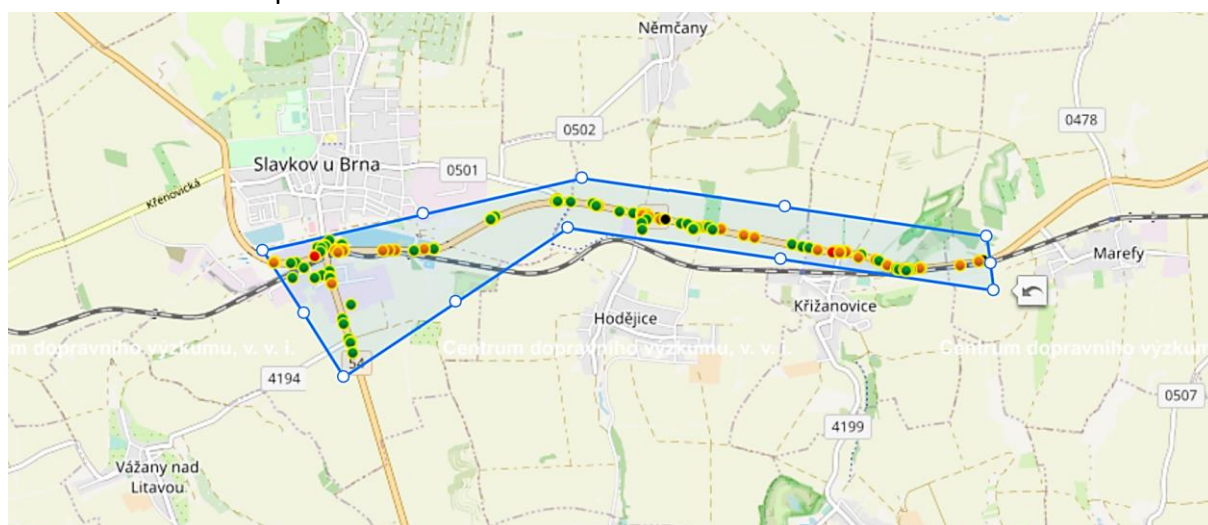 Němčany
0502
0478
Slavkov u Brna
0501
Křenovická
Marefy
Křižanovice
Hodějice
m dopravního výzkumu, v. v. i.
Centrum dopravního výzkumu, v. v. i.
Centrum dopravního výzkum
54
4194
0507
4199
Vážany nad
Litavou